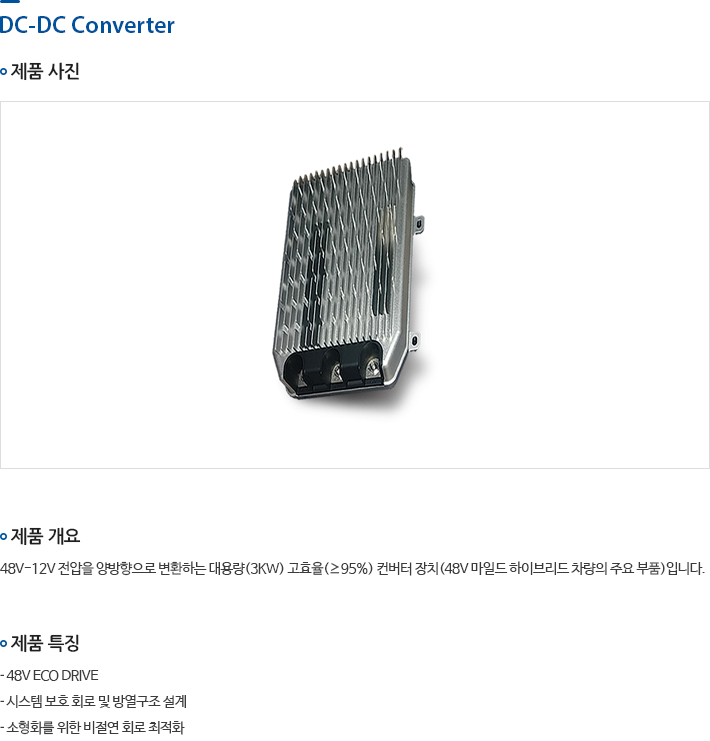 DC-DC Converter
제품 사진
제품 개요
48V-12V 전압을 양방향으로 변환하는 대용량(3KW) 고효율(≥95%) 컨버터 장치(48V 마일드 하이브리드 차량의 주요 부품)입니다.
제품 특징
- 48V ECO DRIVE
- 시스템 보호 회로 및 방열구조 설계
- 소형화를 위한 비절연 회로 최적화